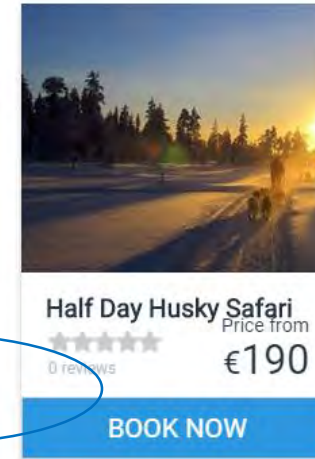 Half Day Husky Safari
Price from
0 reviews
€190
BOOK NOW